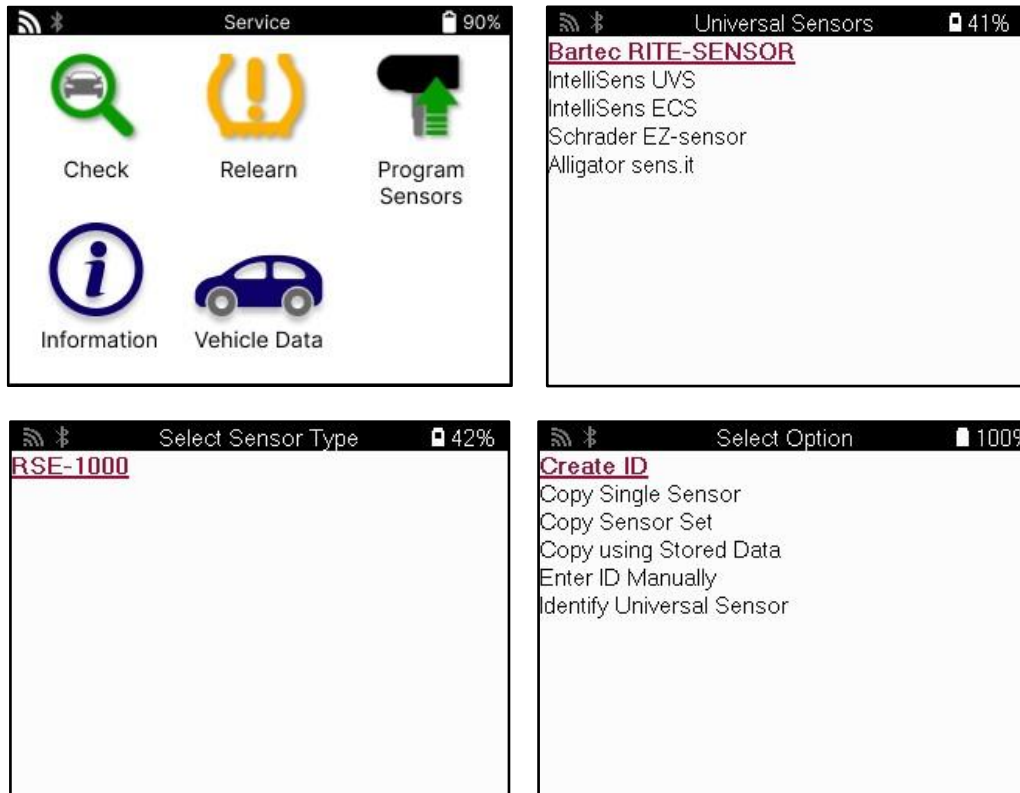 Service 90%
Check
Relearn
Program
Sensors
Information
Vehicle Data
Universal Sensors 41%
Bartec RITE-SENSOR
IntelliSens UVS
IntelliSens ECS
Schrader EZ-sensor
Alligator sens.it
Select Sensor Type 42%
RSE-1000
Select Option 100%
Create ID
Copy Single Sensor
Copy Sensor Set
Copy using Stored Data
Enter ID Manually
Identify Universal Sensor